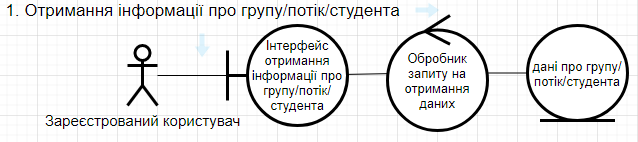 1. Отримання інформації про групу/потік/студента
Інтерфейс
отримання
інформації про
групу/потік/
студента
Обробник
запиту на
отримання
даних
дані про групу/
потік/студента
Зареєстрований користувач